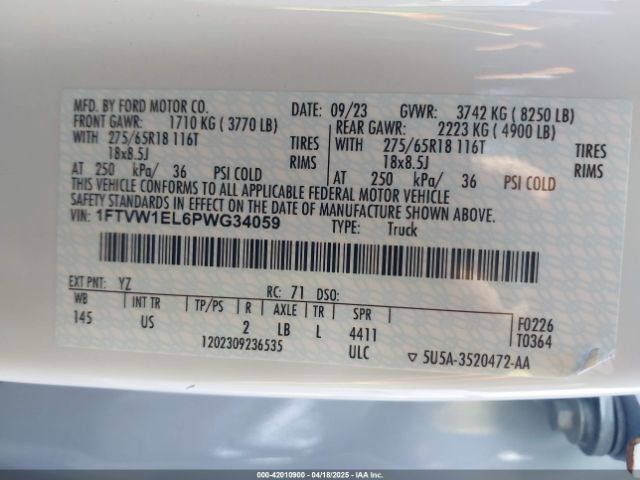 MFD. BY FORD MOTOR CO. DATE: 09/23 GVWR: 3742 KG ( 8250 LB)
FRONT GAWR: 1710 KG ( 3770 LB) REAR GAWR: 2223 KG ( 4900 LB)
WITH 275/65R18 116T TIRES WITH 275/65R18 116T TIRES
18x8.5J RIMS 18x8.5J RIMS
AT 250 kPa/ 36 PSI COLD AT 250 kPa/ 36 PSI COLD
THIS VEHICLE CONFORMS TO ALL APPLICABLE FEDERAL MOTOR VEHICLE
SAFETY STANDARDS IN EFFECT ON THE DATE OF MANUFACTURE SHOWN ABOVE.
VIN: 1FTVW1EL6PWG34059 TYPE: Truck
EXT PNT: YZ RC: 71 DSO:
WB INT TR TP/PS R AXLE TR SPR F0226
145 US 2 LB L 4411 T0364
1202309236535 ULC 5U5A-3520472-AA
000-42010900 - 04/18/2025 - IAAI.COM